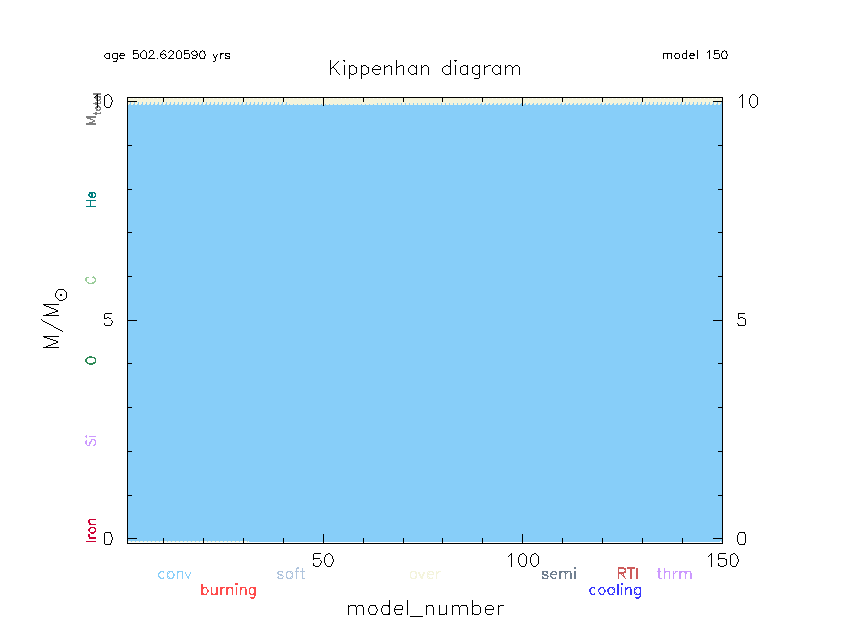 age 502.620590 yrs
model 150
Kippenhan diagram
M_total
10
10
He
C
M/M☉
5
5
O
Si
Iron
0
0
50
100
150
conv
soft
over
semi
RTI
thrm
burning
cooling
model_number